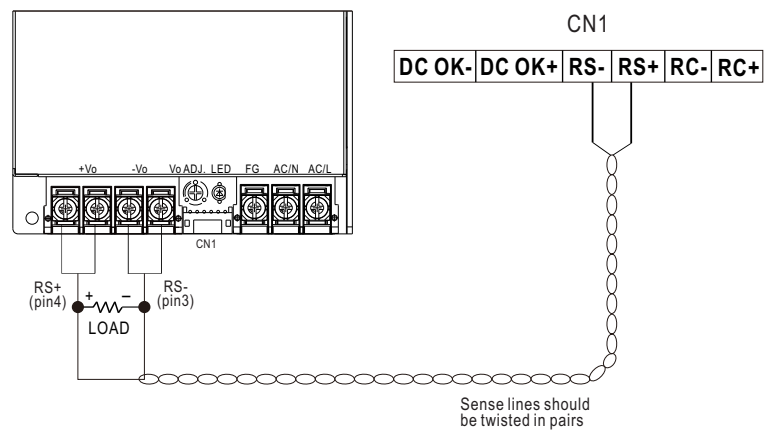 CN1
DC OK- DC OK+ RS- RS+ RC- RC+
+Vo -Vo Vo ADJ. LED FG AC/N AC/L
CN1
RS+
(pin4)
+ −
LOAD
RS-
(pin3)
Sense lines should
be twisted in pairs